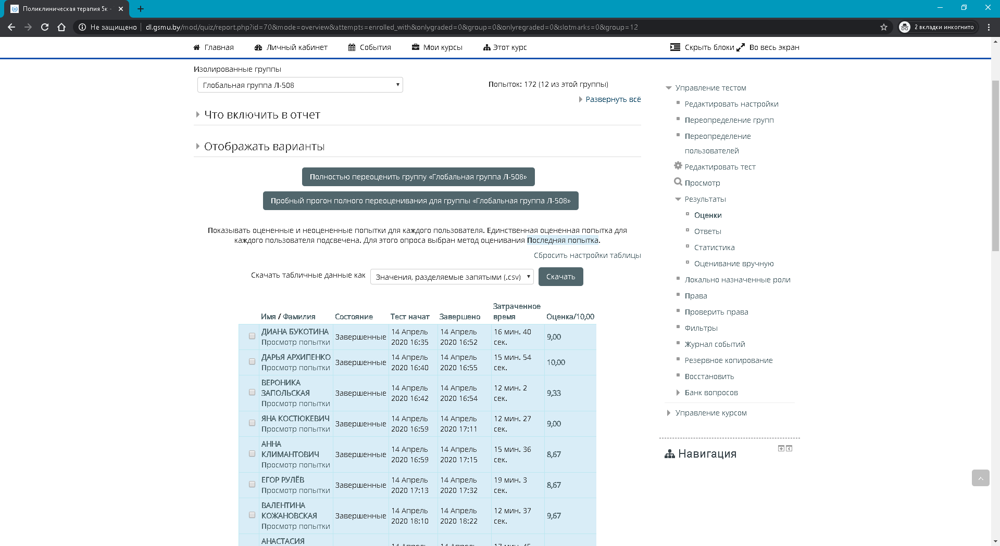 Поликлиническая терапия 5к -
Не защищено
dl.gsmu.by/mod/quiz/report.php?id=70&mode=overview&attempts=enrolled_with&onlygraded=0&group=0&onlyregraded=0&slotmarks=0&group=12
2 вкладки инкогнито
Главная
Личный кабинет
События
Мои курсы
Этот курс
Скрыть блоки
Во весь экран
Изолированные группы
Глобальная группа Л-508
Попыток: 172 (12 из этой группы)
Развернуть всё
Что включить в отчет
Отображать варианты
Полностью переоценить группу «Глобальная группа Л-508»
Пробный прогон полного переоценивания для группы «Глобальная группа Л-508»
Показывать оцененные и неоцененные попытки для каждого пользователя. Единственная оцененная попытка для
каждого пользователя подсвечена. Для этого опроса выбран метод оценивания Последняя попытка.
Сбросить настройки таблицы
Скачать табличные данные как
Значения, разделяемые запятыми (.csv)
Скачать
Имя / Фамилия
Состояние
Тест начат
Завершено
Затраченное
время
Оценка/10,00
ДИАНА БУКОТИНА
Просмотр попытки
Завершенные
14 Апрель
2020 16:35
14 Апрель
2020 16:52
16 мин. 40
сек.
9,00
ДАРЬЯ АРХИПЕНКО
Просмотр попытки
Завершенные
14 Апрель
2020 16:40
14 Апрель
2020 16:55
15 мин. 54
сек.
10,00
ВЕРОНИКА
ЗАПОЛЬСКАЯ
Просмотр попытки
Завершенные
14 Апрель
2020 16:42
14 Апрель
2020 16:54
12 мин. 2
сек.
9,33
ЯНА КОСТЮКЕВИЧ
Просмотр попытки
Завершенные
14 Апрель
2020 16:59
14 Апрель
2020 17:11
12 мин. 27
сек.
9,00
АННА
КЛИМАНТОВИЧ
Просмотр попытки
Завершенные
14 Апрель
2020 16:59
14 Апрель
2020 17:15
15 мин. 36
сек.
8,67
ЕГОР РУЛЁВ
Просмотр попытки
Завершенные
14 Апрель
2020 17:13
14 Апрель
2020 17:32
19 мин. 3
сек.
8,67
ВАЛЕНТИНА
КОЖАНОВСКАЯ
Просмотр попытки
Завершенные
14 Апрель
2020 18:10
14 Апрель
2020 18:22
12 мин. 37
сек.
9,67
АНАСТАСИЯ
14 Апрель
14 Апрель
17 мин. 45
Управление тестом
Редактировать настройки
Переопределение групп
Переопределение
пользователей
Редактировать тест
Просмотр
Результаты
Оценки
Ответы
Статистика
Оценивание вручную
Локально назначенные роли
Права
Проверить права
Фильтры
Журнал событий
Резервное копирование
Восстановить
Банк вопросов
Управление курсом
Навигация